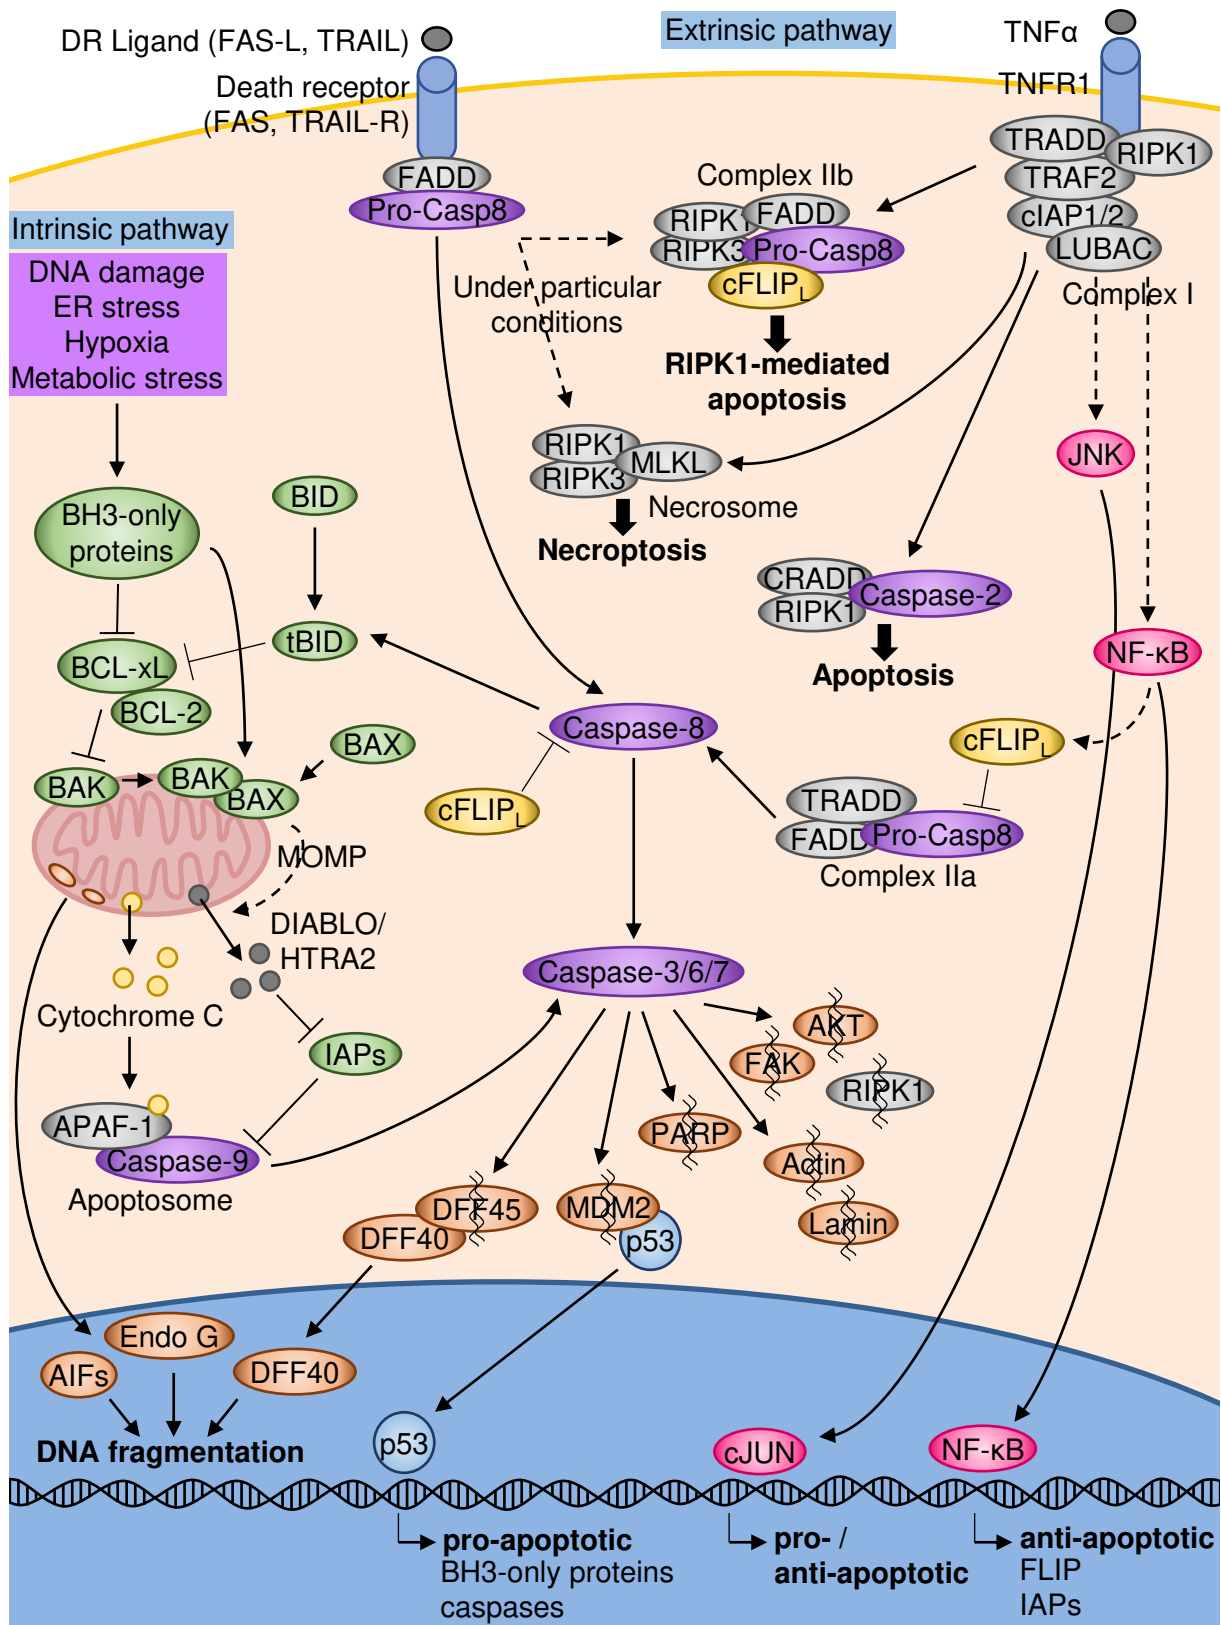 DR Ligand (FAS-L, TRAIL)
Death receptor
(FAS, TRAIL-R)
FADD
Pro-Casp8
Extrinsic pathway
TNFα
TNFR1
TRADD
RIPK1
TRAF2
cIAP1/2
LUBAC
Complex I
Complex IIb
RIPK1
FADD
RIPK3
Pro-Casp8
cFLIPL
RIPK1-mediated
apoptosis
Under particular
conditions
Intrinsic pathway
DNA damage
ER stress
Hypoxia
Metabolic stress
RIPK1
MLKL
RIPK3
Necrosome
Necroptosis
JNK
BH3-only
proteins
BID
tBID
CRADD
Caspase-2
RIPK1
Apoptosis
NF-κB
BCL-xL
BCL-2
BAK
BAK
BAX
BAX
Caspase-8
cFLIPL
cFLIPL
TRADD
FADD
Pro-Casp8
Complex IIa
MOMP
DIABLO/
HTRA2
Cytochrome C
IAPs
Caspase-3/6/7
AKT
FAK
RIPK1
PARP
Actin
Lamin
APAF-1
Caspase-9
Apoptosome
DFF45
DFF40
MDM2
p53
Endo G
AIFs
DFF40
DNA fragmentation
p53
cJUN
NF-κB
pro-apoptotic
BH3-only proteins
caspases
pro- /
anti-apoptotic
anti-apoptotic
FLIP
IAPs